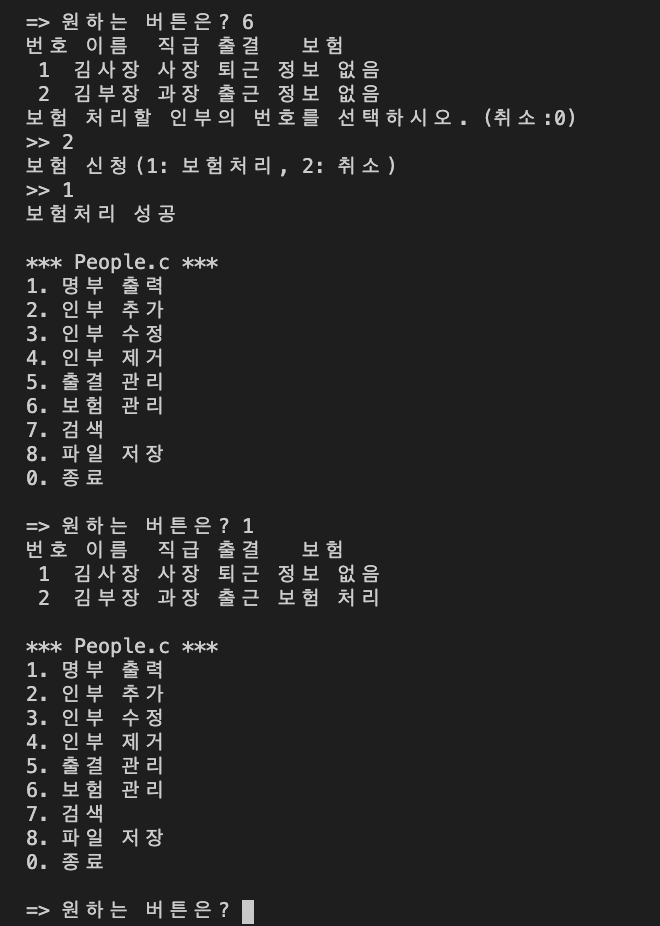 => 원하는 버튼은? 6
번호 이름  직급 출결   보험
 1  김사장 사장 퇴근 정보 없음
 2  김부장 과장 출근 정보 없음
보험 처리할 인부의 번호를 선택하시오. (취소:0)
>> 2
보험 신청(1: 보험처리, 2: 취소)
>> 1
보험처리 성공

*** People.c ***
1. 명부 출력
2. 인부 추가
3. 인부 수정
4. 인부 제거
5. 출결 관리
6. 보험 관리
7. 검색
8. 파일 저장
0. 종료

=> 원하는 버튼은? 1
번호 이름  직급 출결   보험
 1  김사장 사장 퇴근 정보 없음
 2  김부장 과장 출근 보험 처리

*** People.c ***
1. 명부 출력
2. 인부 추가
3. 인부 수정
4. 인부 제거
5. 출결 관리
6. 보험 관리
7. 검색
8. 파일 저장
0. 종료

=> 원하는 버튼은?